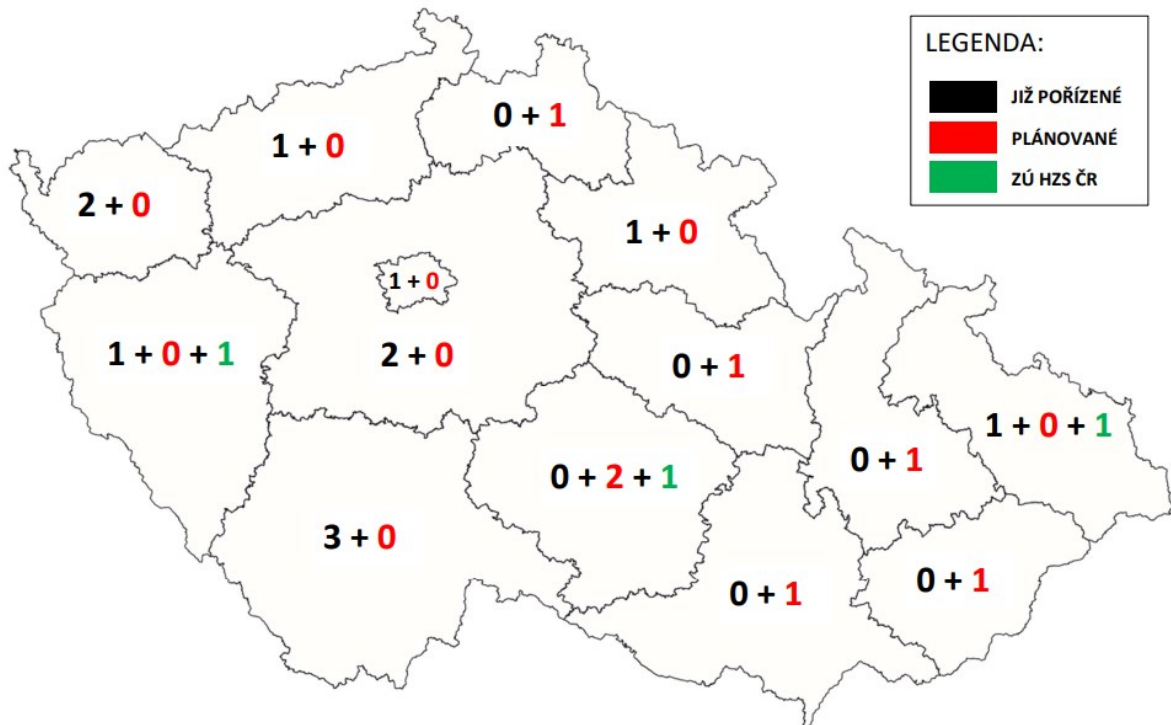 LEGENDA:
JIŽ POŘÍZENÉ
PLÁNOVANÉ
ZÚ HZS ČR
0 + 1
1 + 0
2 + 0
1 + 0
1 + 0
1 + 0 + 1
2 + 0
0 + 1
1 + 0 + 1
0 + 1
0 + 2 + 1
3 + 0
0 + 1
0 + 1